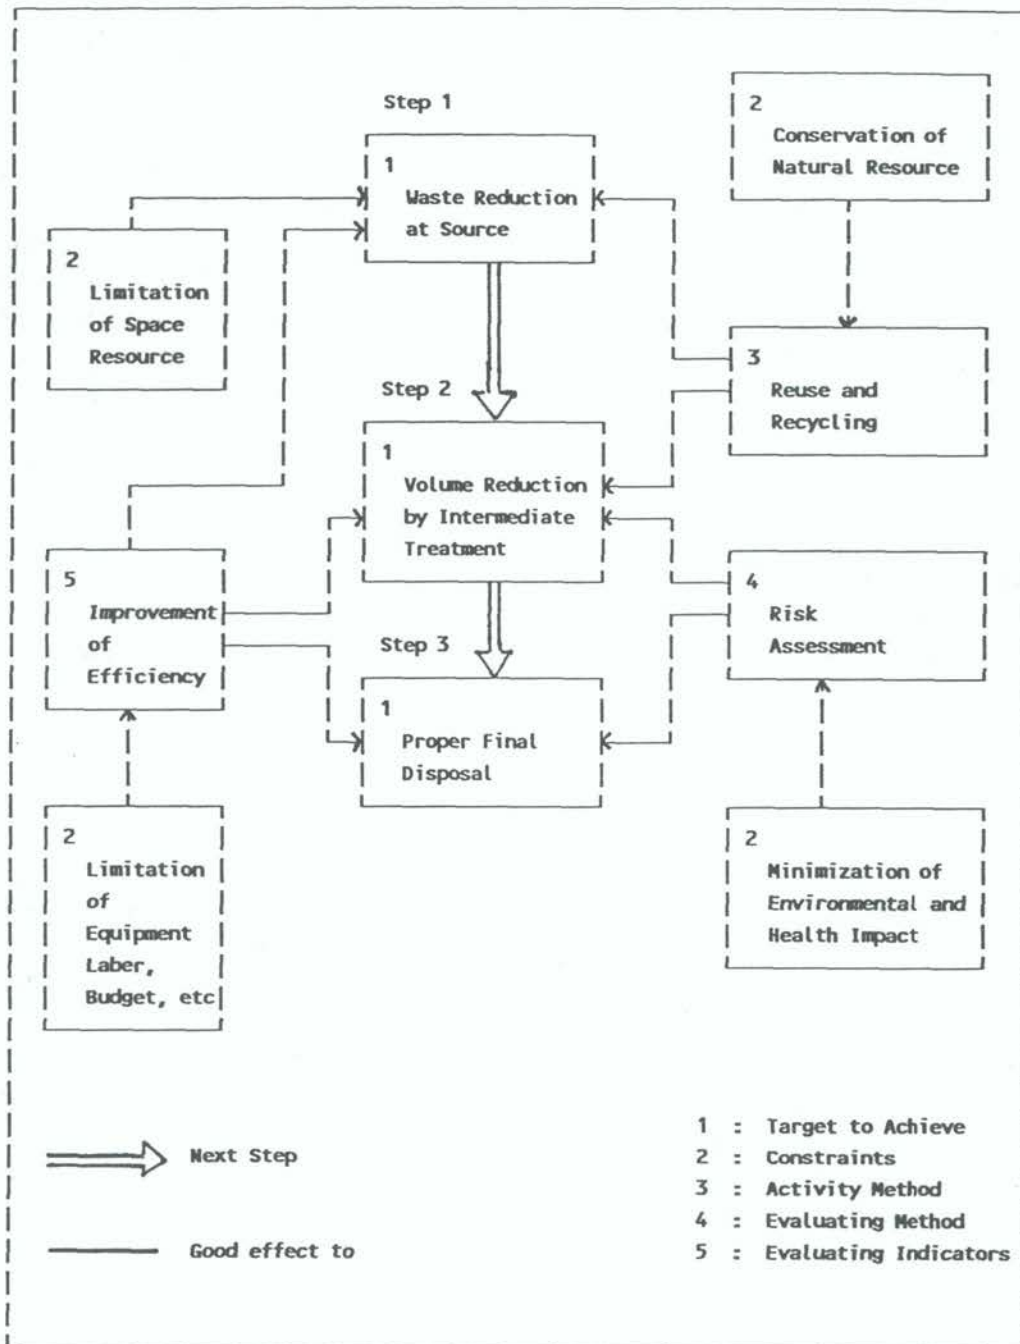 Step 1
2
Conservation of
Natural Resource
1
Waste Reduction
at Source
2
Limitation
of Space
Resource
3
Reuse and
Recycling
Step 2
1
Volume Reduction
by Intermediate
Treatment
5
Improvement
of
Efficiency
4
Risk
Assessment
Step 3
1
Proper Final
Disposal
2
Limitation
of
Equipment
Laber,
Budget, etc
2
Minimization of
Environmental and
Health Impact
Next Step
Good effect to
1 : Target to Achieve
2 : Constraints
3 : Activity Method
4 : Evaluating Method
5 : Evaluating Indicators